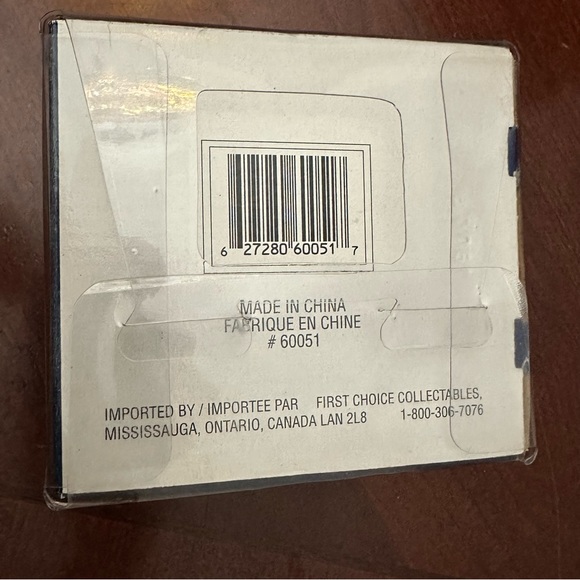 6 27280 60051 7
MADE IN CHINA
FABRIQUE EN CHINE
# 60051
IMPORTED BY / IMPORTEE PAR FIRST CHOICE COLLECTABLES,
MISSISSAUGA, ONTARIO, CANADA LAN 2L8 1-800-306-7076